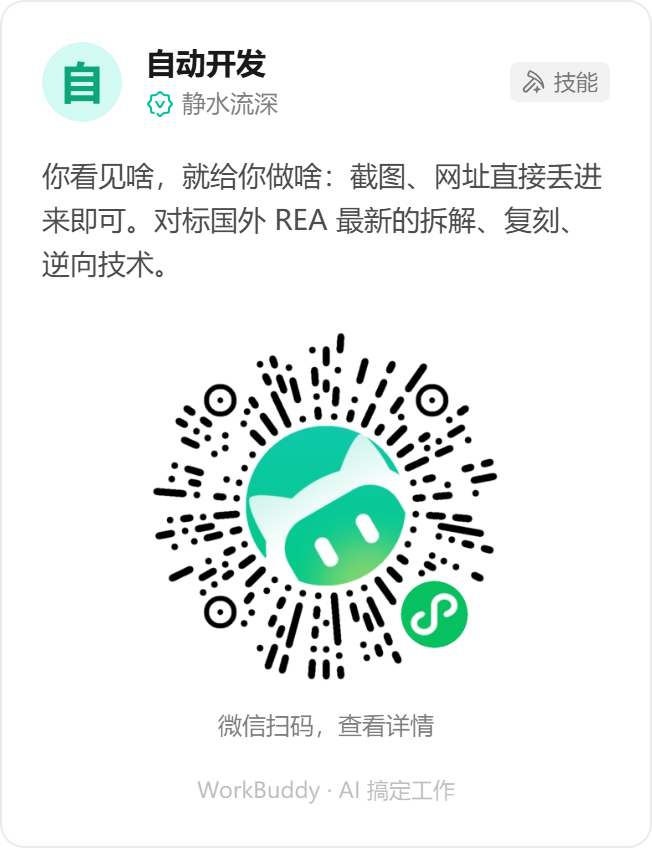 自
自动开发
静水流深
技能
你看见啥，就给你做啥：截图、网址直接丢进
来即可。对标国外 REA 最新的拆解、复刻、
逆向技术。
微信扫码，查看详情
WorkBuddy · AI 搞定工作